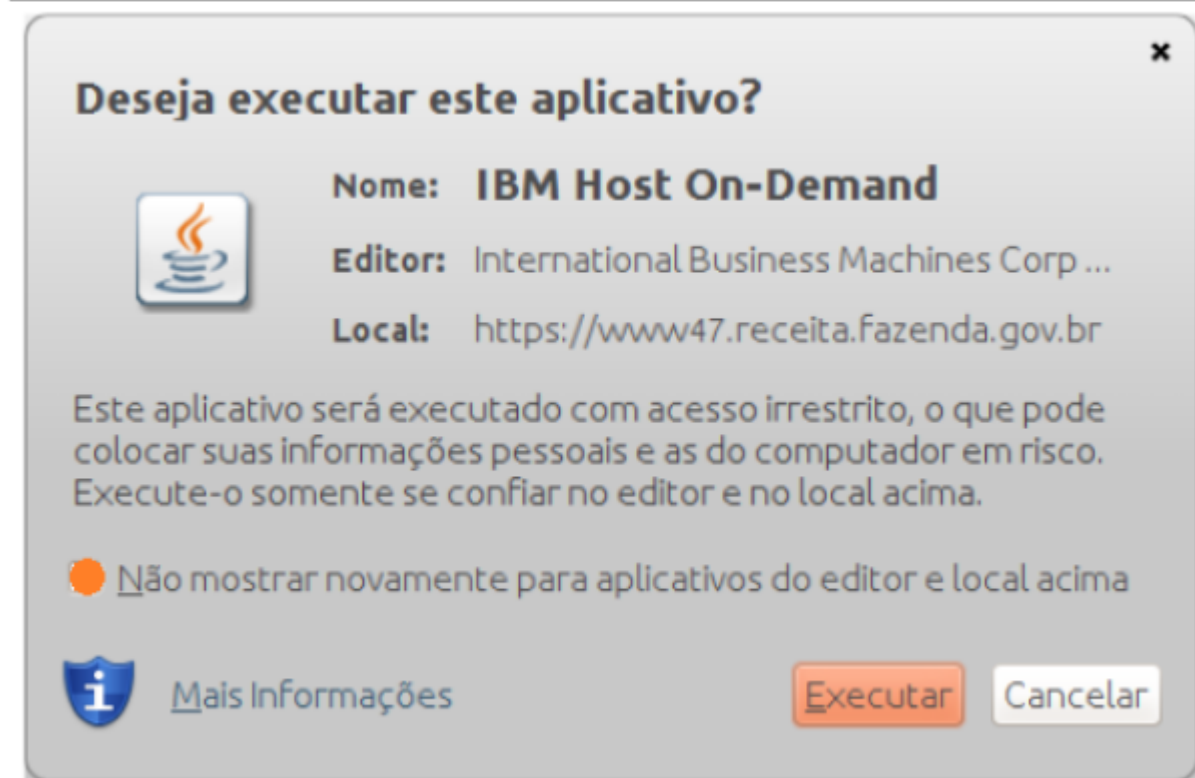 Deseja executar este aplicativo?
Nome: IBM Host On-Demand
Editor: International Business Machines Corp ...
Local: https://www47.receita.fazenda.gov.br
Este aplicativo será executado com acesso irrestrito, o que pode
colocar suas informações pessoais e as do computador em risco.
Execute-o somente se confiar no editor e no local acima.
Não mostrar novamente para aplicativos do editor e local acima
Mais Informações
Executar
Cancelar